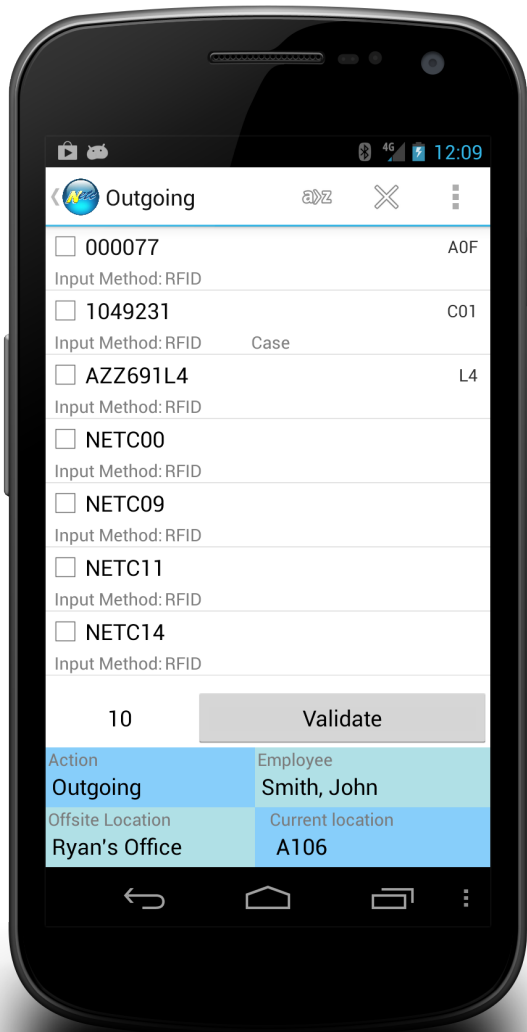 4G 12:09
Netc Outgoing a)z
000077 A0F
Input Method: RFID
1049231 C01
Input Method: RFID Case
AZZ691L4 L4
Input Method: RFID
NETC00
Input Method: RFID
NETC09
Input Method: RFID
NETC11
Input Method: RFID
NETC14
Input Method: RFID
10 Validate
Action Employee
Outgoing Smith, John
Offsite Location Current location
Ryan's Office A106